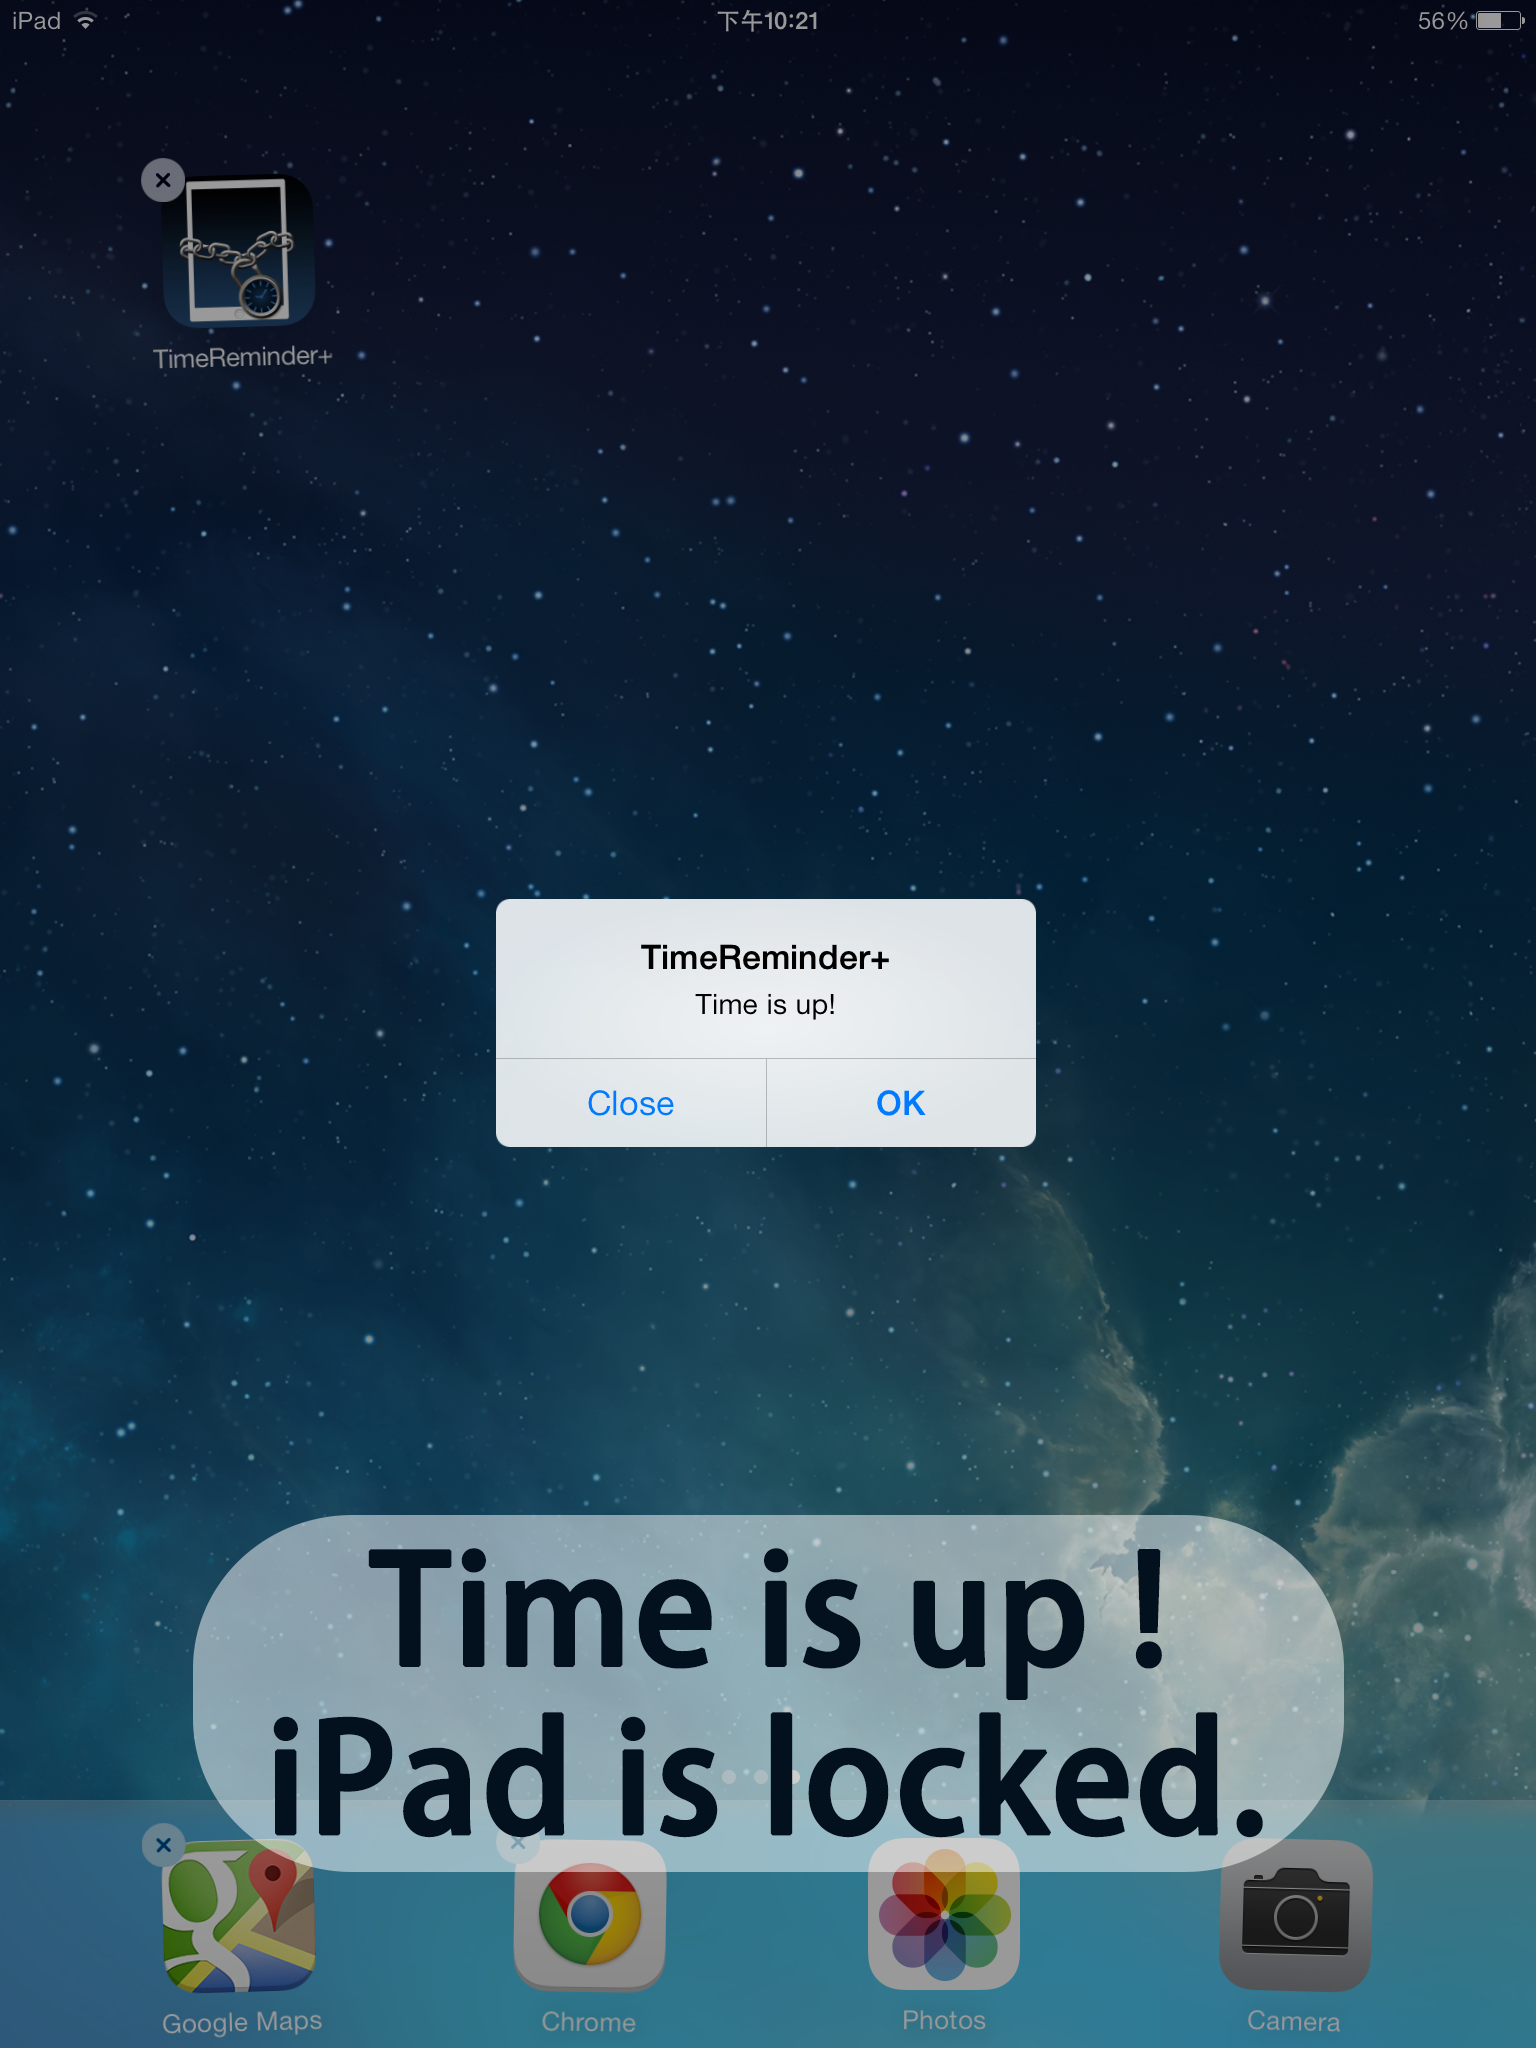 iPad 下午10:21 56%
TimeReminder+
TimeReminder+
Time is up!
Close OK
Time is up !
iPad is locked.
Google Maps Chrome Photos Camera